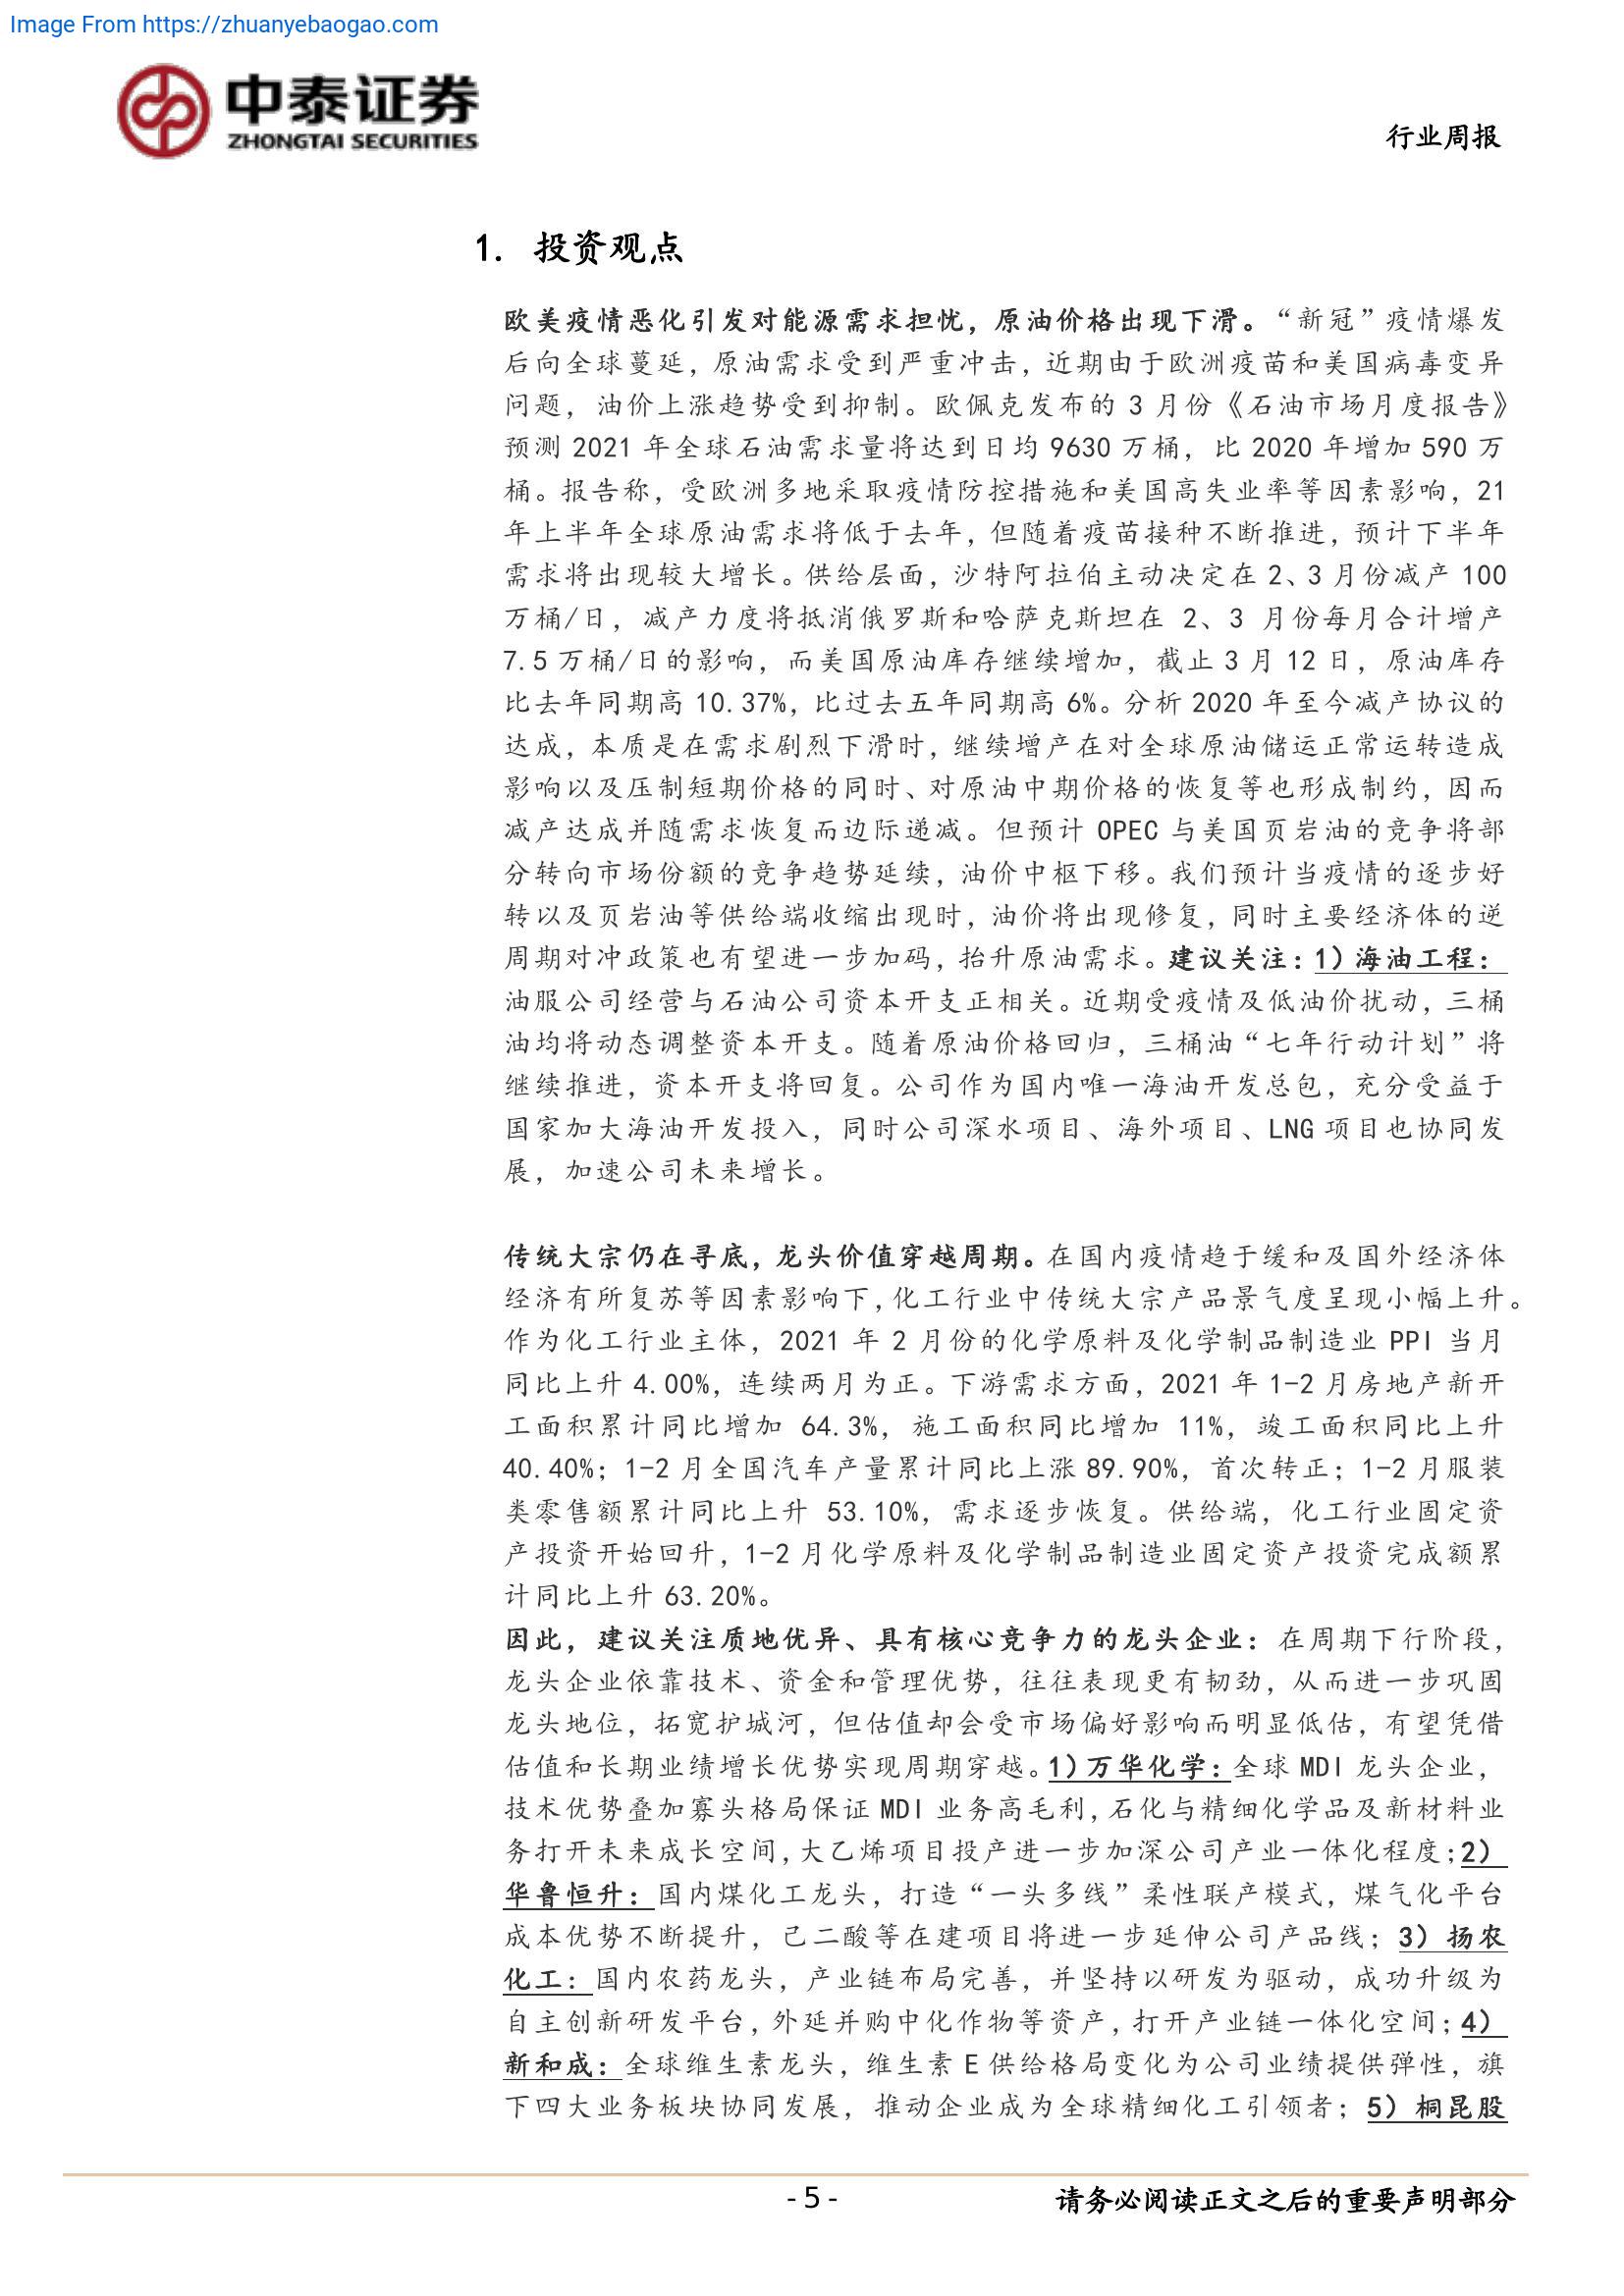 Image From https://zhuanyebaogao.com
中泰证券
ZHONGTAI SECURITIES
行业周报
1. 投资观点
欧美疫情恶化引发对能源需求担忧，原油价格出现下滑。“新冠”疫情爆发
后向全球蔓延，原油需求受到严重冲击，近期由于欧洲疫苗和美国病毒变异
问题，油价上涨趋势受到抑制。欧佩克发布的 3 月份《石油市场月度报告》
预测 2021 年全球石油需求量将达到日均 9630 万桶，比 2020 年增加 590 万
桶。报告称，受欧洲多地采取疫情防控措施和美国高失业率等因素影响，21
年上半年全球原油需求将低于去年，但随着疫苗接种不断推进，预计下半年
需求将出现较大增长。供给层面，沙特阿拉伯主动决定在 2、3 月份减产 100
万桶/日，减产力度将抵消俄罗斯和哈萨克斯坦在 2、3 月份每月合计增产
7.5 万桶/日的影响，而美国原油库存继续增加，截止 3 月 12 日，原油库存
比去年同期高 10.37%，比过去五年同期高 6%。分析 2020 年至今减产协议的
达成，本质是在需求剧烈下滑时，继续增产在对全球原油储运正常运转造成
影响以及压制短期价格的同时、对原油中期价格的恢复等也形成制约，因而
减产达成并随需求恢复而边际递减。但预计 OPEC 与美国页岩油的竞争将部
分转向市场份额的竞争趋势延续，油价中枢下移。我们预计当疫情的逐步好
转以及页岩油等供给端收缩出现时，油价将出现修复，同时主要经济体的逆
周期对冲政策也有望进一步加码，抬升原油需求。建议关注：1）海油工程：
油服公司经营与石油公司资本开支正相关。近期受疫情及低油价扰动，三桶
油均将动态调整资本开支。随着原油价格回归，三桶油“七年行动计划”将
继续推进，资本开支将回复。公司作为国内唯一海油开发总包，充分受益于
国家加大海油开发投入，同时公司深水项目、海外项目、LNG 项目也协同发
展，加速公司未来增长。
传统大宗仍在寻底，龙头价值穿越周期。在国内疫情趋于缓和及国外经济体
经济有所复苏等因素影响下，化工行业中传统大宗产品景气度呈现小幅上升。
作为化工行业主体，2021 年 2 月份的化学原料及化学制品制造业 PPI 当月
同比上升 4.00%，连续两月为正。下游需求方面，2021 年 1-2 月房地产新开
工面积累计同比增加 64.3%，施工面积同比增加 11%，竣工面积同比上升
40.40%；1-2 月全国汽车产量累计同比上涨 89.90%，首次转正；1-2 月服装
类零售额累计同比上升 53.10%，需求逐步恢复。供给端，化工行业固定资
产投资开始回升，1-2 月化学原料及化学制品制造业固定资产投资完成额累
计同比上升 63.20%。
因此，建议关注质地优异、具有核心竞争力的龙头企业：在周期下行阶段，
龙头企业依靠技术、资金和管理优势，往往表现更有韧劲，从而进一步巩固
龙头地位，拓宽护城河，但估值却会受市场偏好影响而明显低估，有望凭借
估值和长期业绩增长优势实现周期穿越。1）万华化学：全球 MDI 龙头企业，
技术优势叠加寡头格局保证 MDI 业务高毛利，石化与精细化学品及新材料业
务打开未来成长空间，大乙烯项目投产进一步加深公司产业一体化程度；2）
华鲁恒升：国内煤化工龙头，打造“一头多线”柔性联产模式，煤气化平台
成本优势不断提升，己二酸等在建项目将进一步延伸公司产品线；3）扬农
化工：国内农药龙头，产业链布局完善，并坚持以研发为驱动，成功升级为
自主创新研发平台，外延并购中化作物等资产，打开产业链一体化空间；4）
新和成：全球维生素龙头，维生素 E 供给格局变化为公司业绩提供弹性，旗
下四大业务板块协同发展，推动企业成为全球精细化工引领者；5）桐昆股
- 5 -
请务必阅读正文之后的重要声明部分